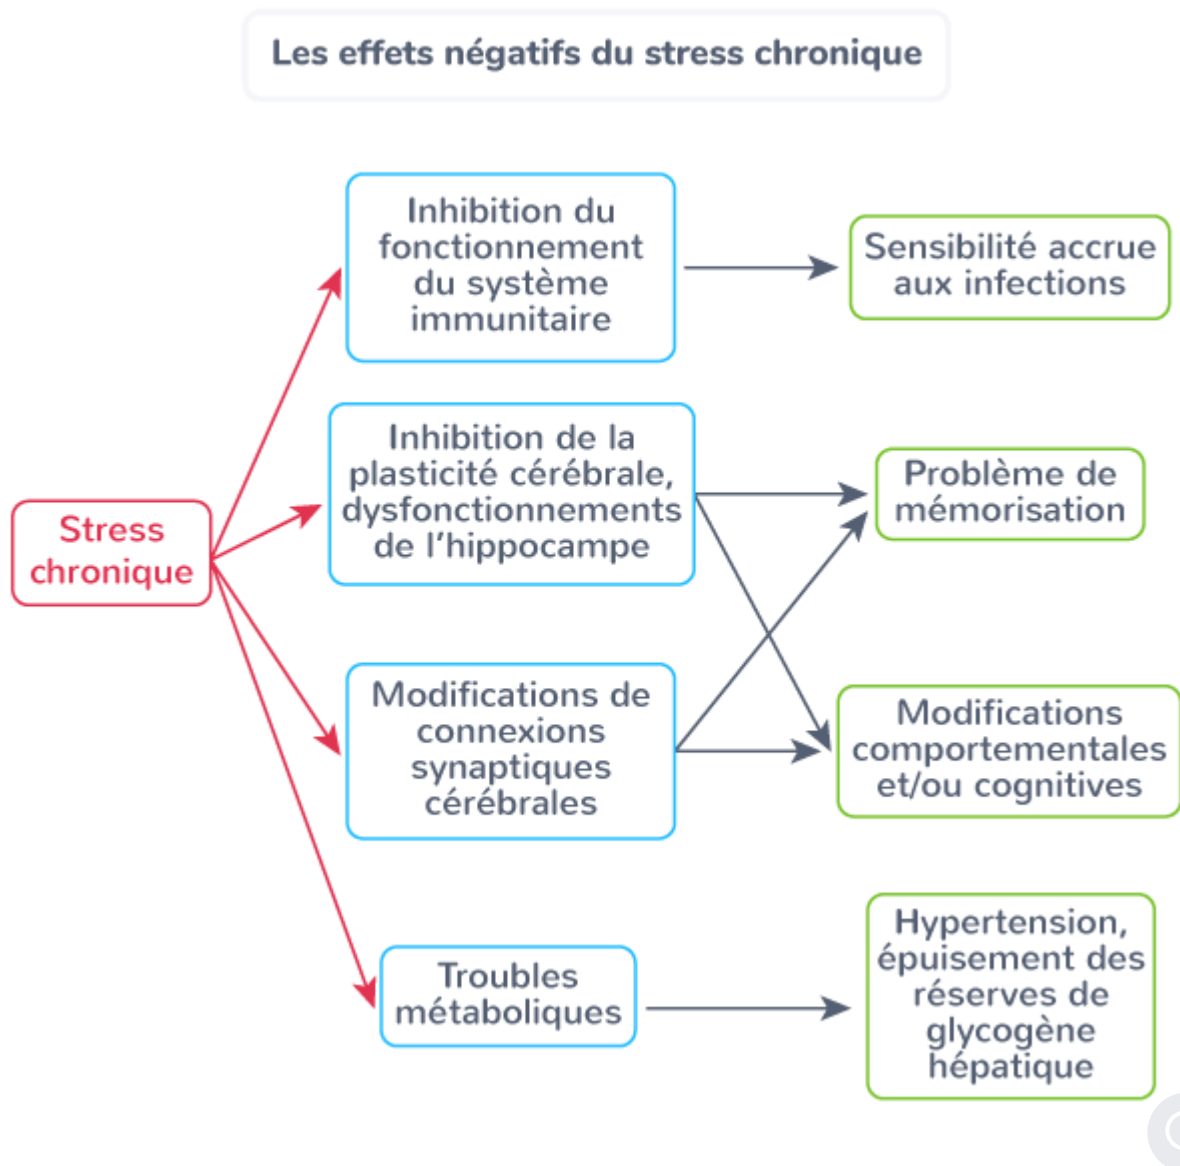 Les effets négatifs du stress chronique
Inhibition du
fonctionnement
du système
immunitaire
Sensibilité accrue
aux infections
Inhibition de la
plasticité cérébrale,
dysfonctionnements
de l'hippocampe
Problème de
mémorisation
Stress
chronique
Modifications de
connexions
synaptiques
cérébrales
Modifications
comportementales
et/ou cognitives
Troubles
métaboliques
Hypertension,
épuisement des
réserves de
glycogène
hépatique